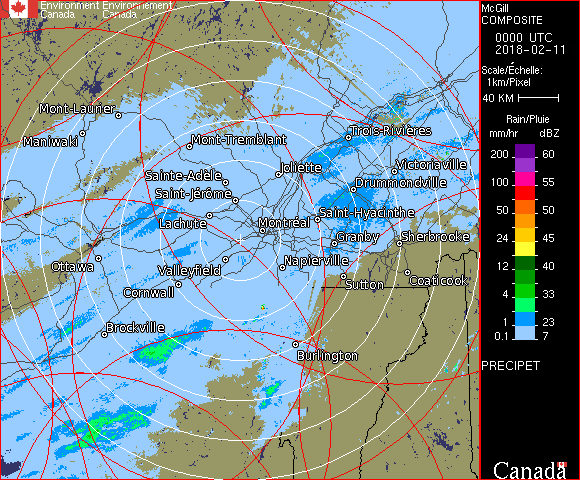 Environment Environnement
Canada Canada
McGill
COMPOSITE
0000 UTC
2018-02-11
Scale/Échelle:
1km/Pixel
40 KM
Rain/Pluie
mm/hr dBZ
200 60
100 55
50 50
24 45
12 40
4 33
1 23
0.1 7
PRECIPET
Canada
Mont-Laurier
Maniwaki
Mont-Tremblant
Trois-Rivières
Joliette
Victoriaville
Sainte-Adèle
Drummondville
Saint-Jérôme
Saint-Hyacinthe
Lachute
Montréal
Granby
Sherbrooke
Ottawa
Valleyfield
Napierville
Coaticook
Cornwall
Sutton
Brockville
Burlington